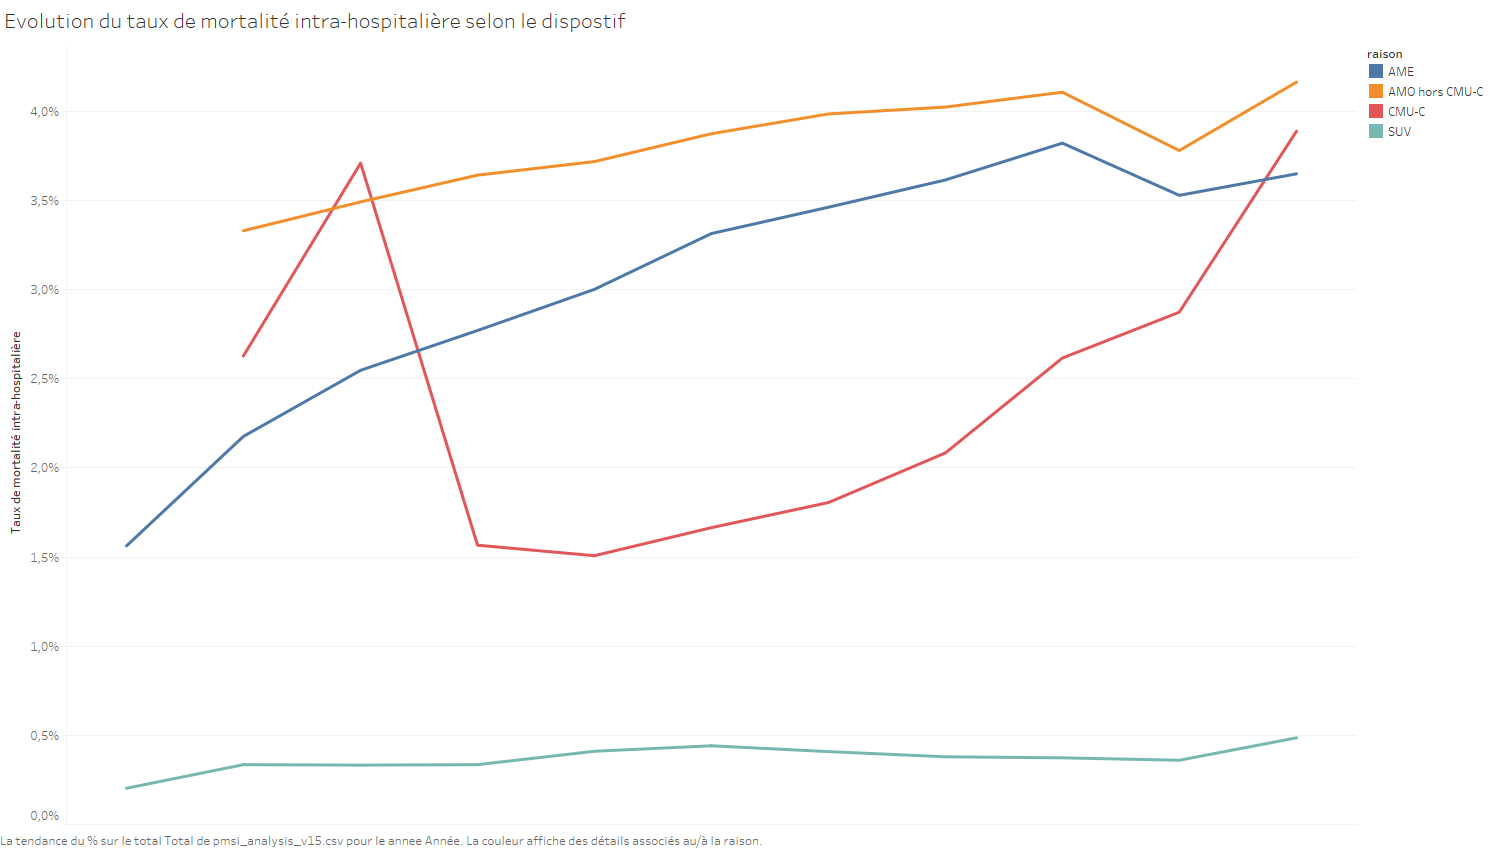 Evolution du taux de mortalité intra-hospitalière selon le dispostif
raison
AME
AMO hors CMU-C
CMU-C
SUV
Taux de mortalité intra-hospitalière
4,0%
3,5%
3,0%
2,5%
2,0%
1,5%
1,0%
0,5%
0,0%
La tendance du % sur le total Total de pmsi_analysis_v15.csv pour le annee Année. La couleur affiche des détails associés au/à la raison.